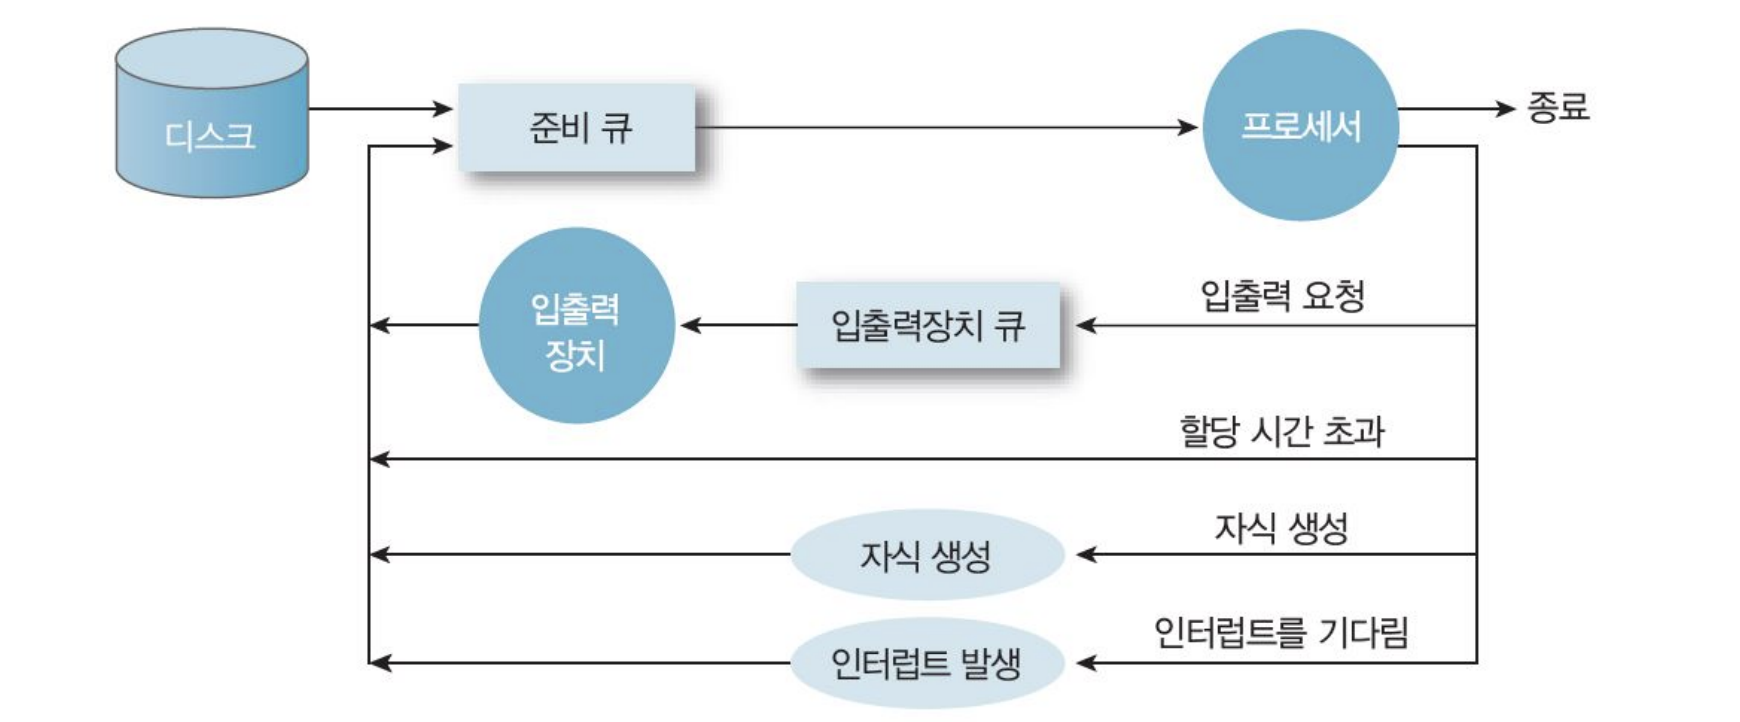 디스크
준비 큐
프로세서
종료
입출력
장치
입출력장치 큐
입출력 요청
할당 시간 초과
자식 생성
자식 생성
인터럽트 발생
인터럽트를 기다림